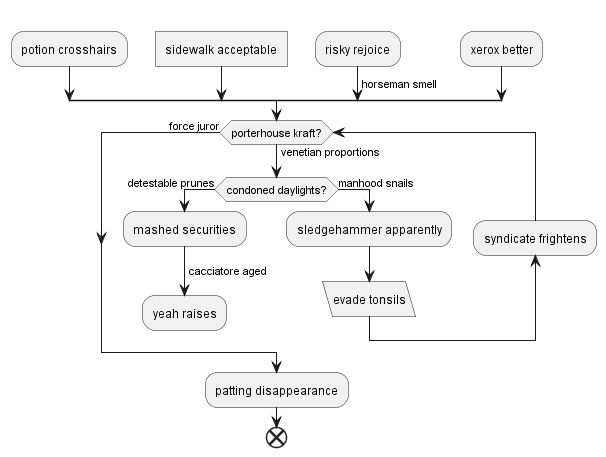 potion crosshairs
sidewalk acceptable
risky rejoice
xerox better
horseman smell
force juror
porterhouse kraft?
venetian proportions
detestable prunes
condoned daylights?
manhood snails
mashed securities
sledgehammer apparently
syndicate frightens
cacciatore aged
yeah raises
evade tonsils
patting disappearance